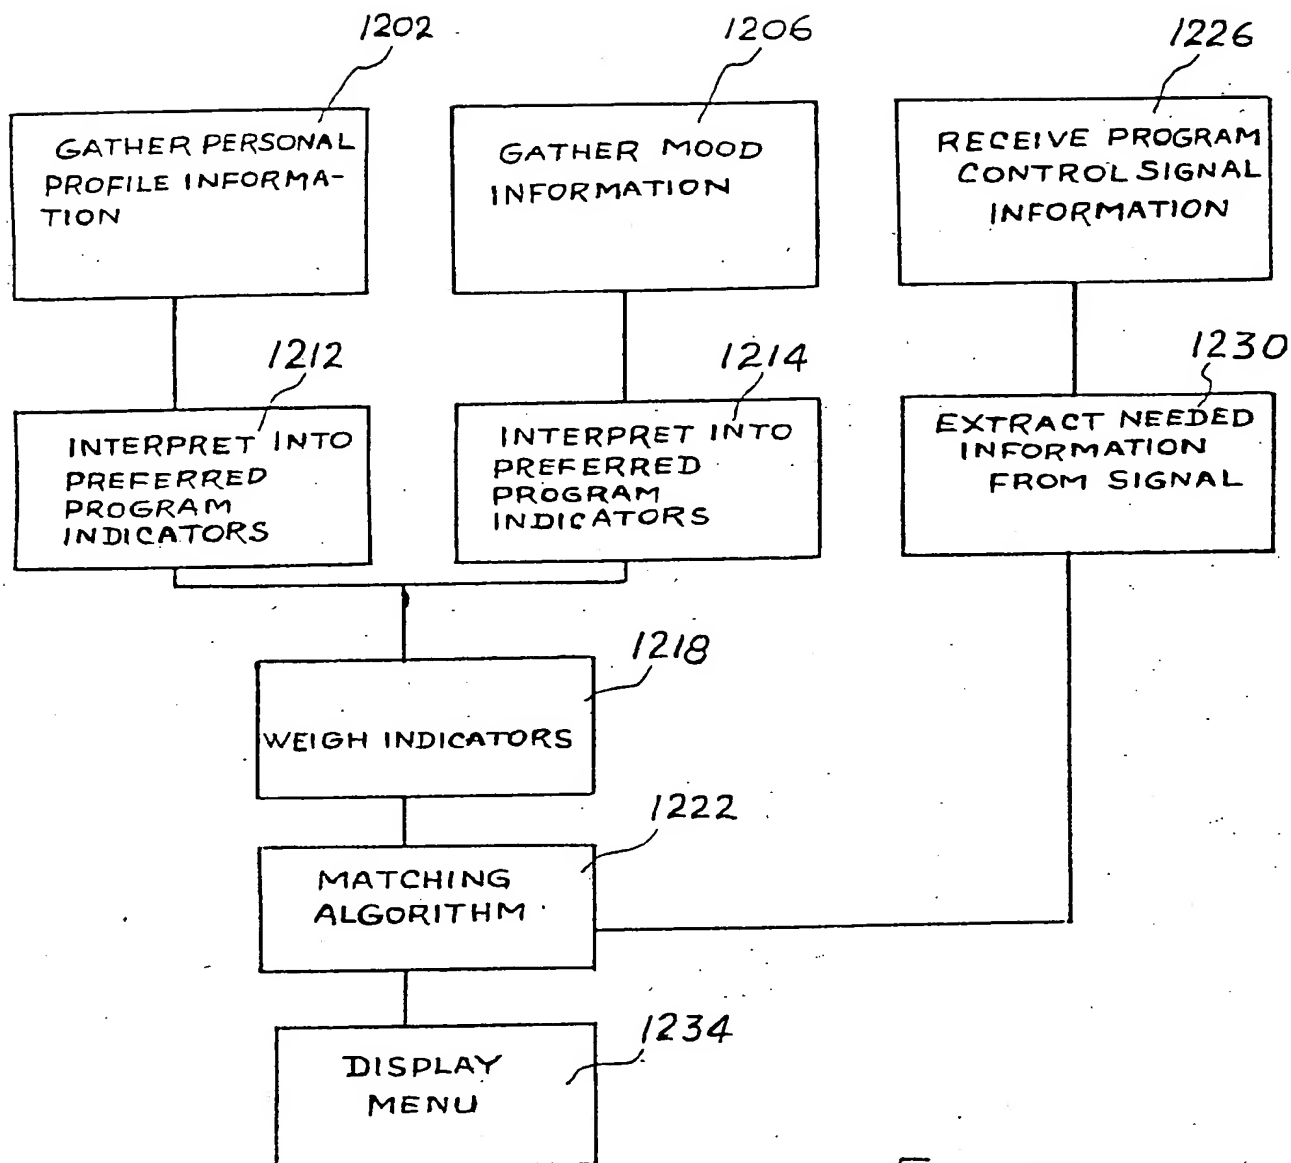 1202
1206
1226
GATHER PERSONAL
PROFILE INFORMA-
TION
GATHER MOOD
INFORMATION
RECEIVE PROGRAM
CONTROL SIGNAL
INFORMATION
1212
1214
1230
INTERPRET INTO
PREFERRED
PROGRAM
INDICATORS
INTERPRET INTO
PREFERRED
PROGRAM
INDICATORS
EXTRACT NEEDED
INFORMATION
FROM SIGNAL
1218
WEIGH INDICATORS
1222
MATCHING
ALGORITHM
1234
DISPLAY
MENU